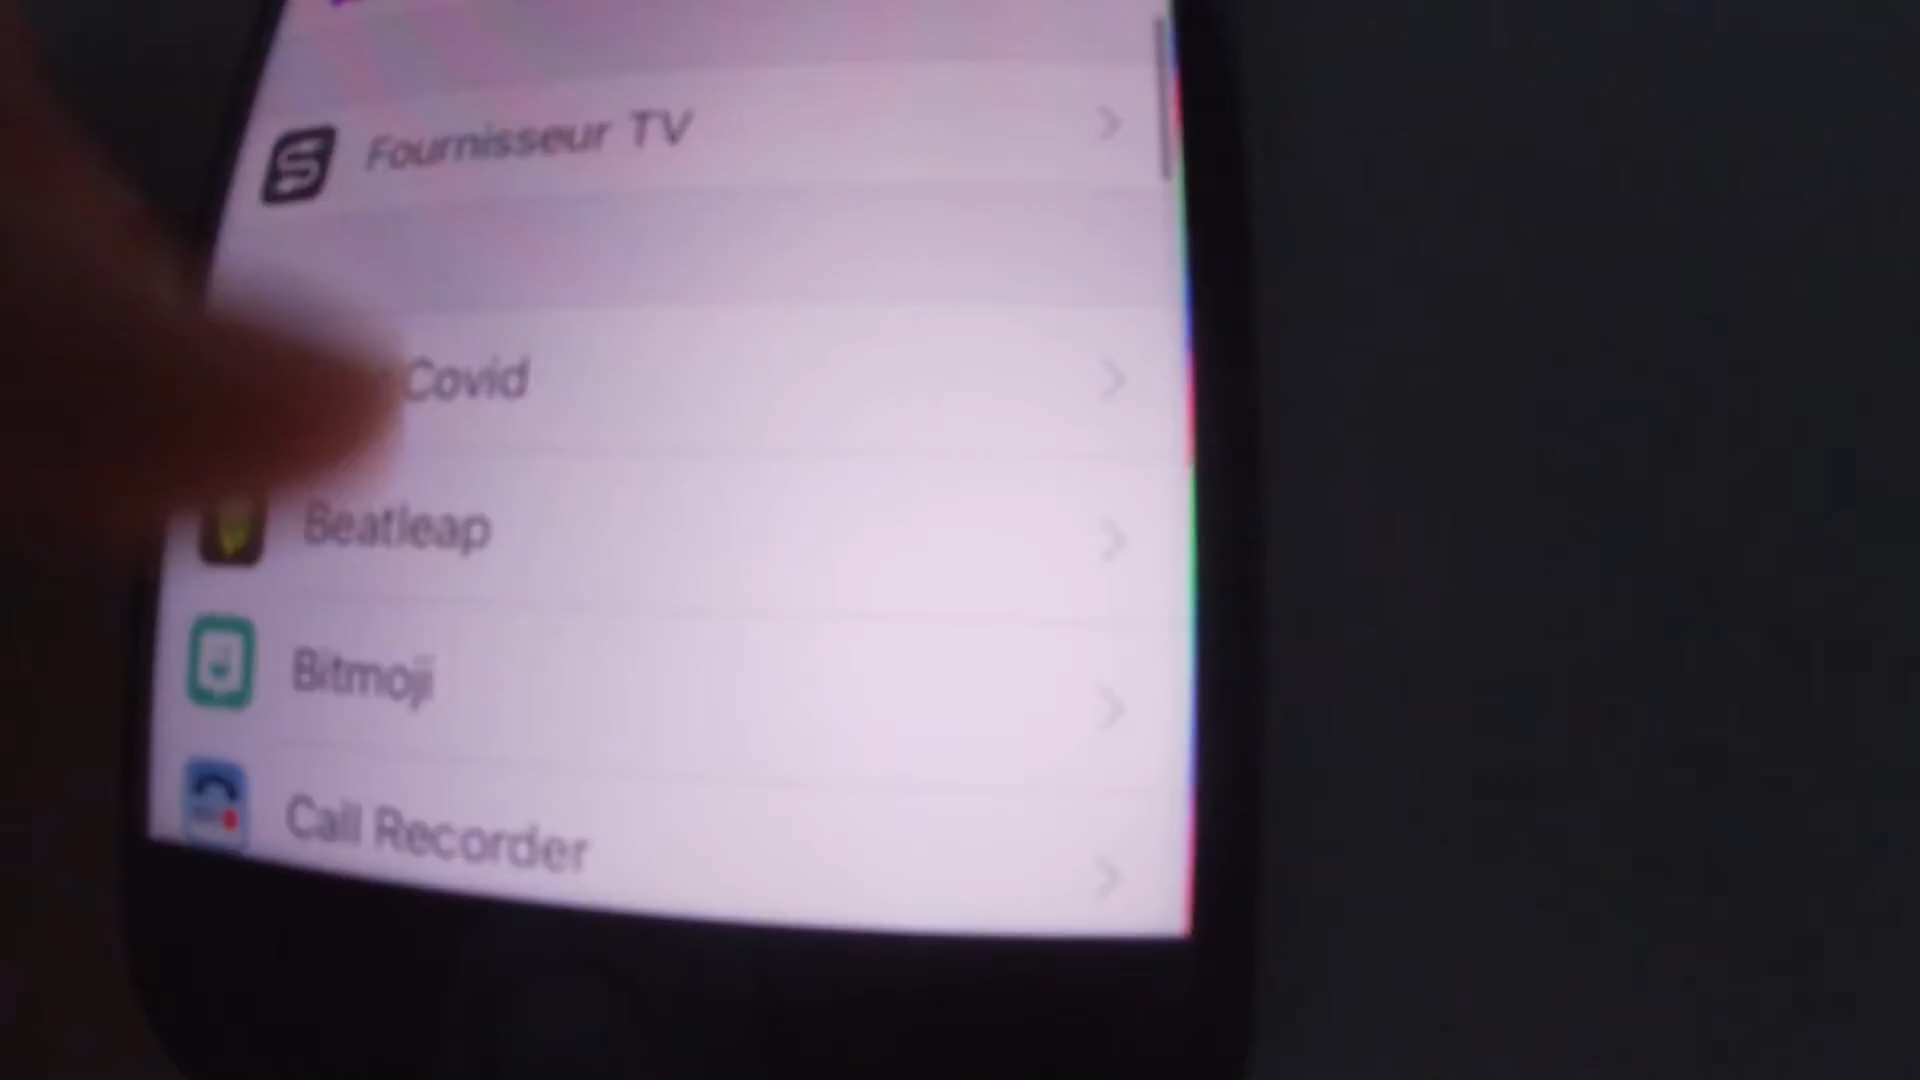 Fournisseur TV
Covid
Beatleap
Bitmoji
Call Recorder